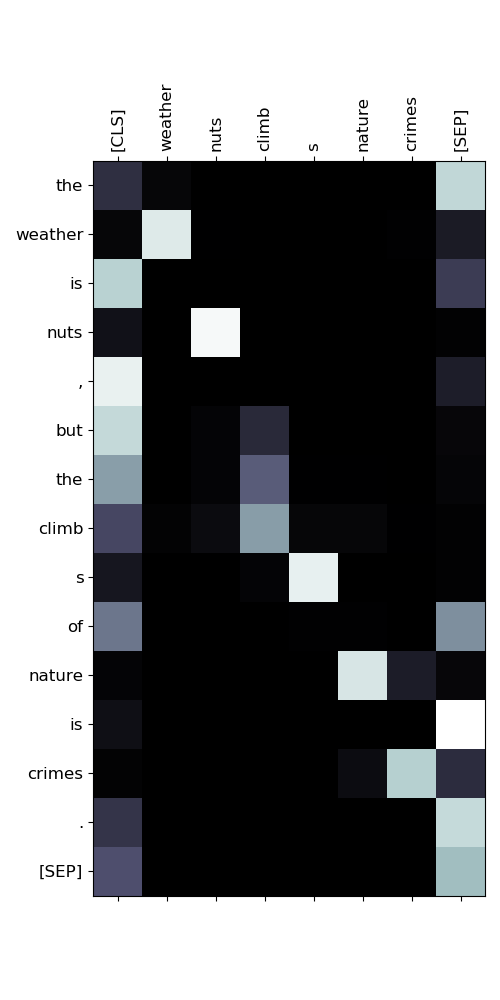 [CLS] weather nuts climb s nature crimes [SEP]
the
weather
is
nuts
,
but
the
climb
s
of
nature
is
crimes
.
[SEP]